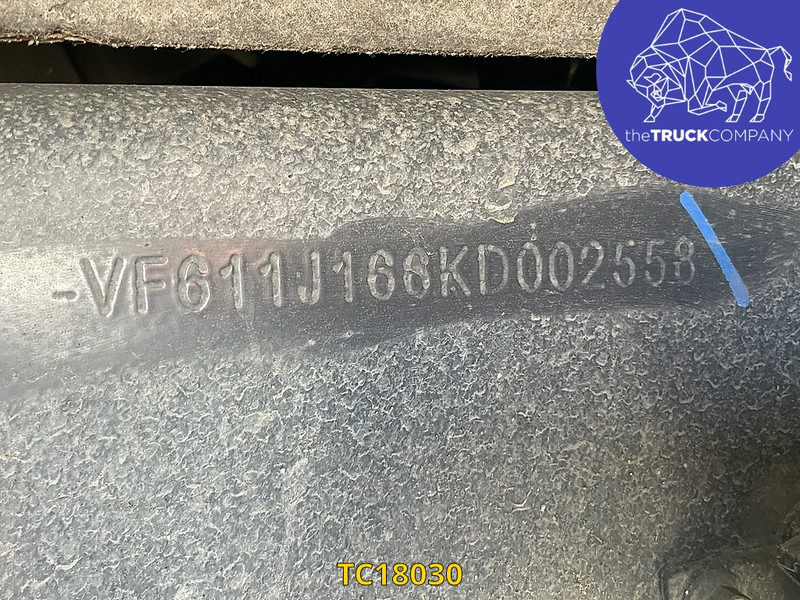 theTRUCKCOMPANY
-VF611J166KD002558
TC18030